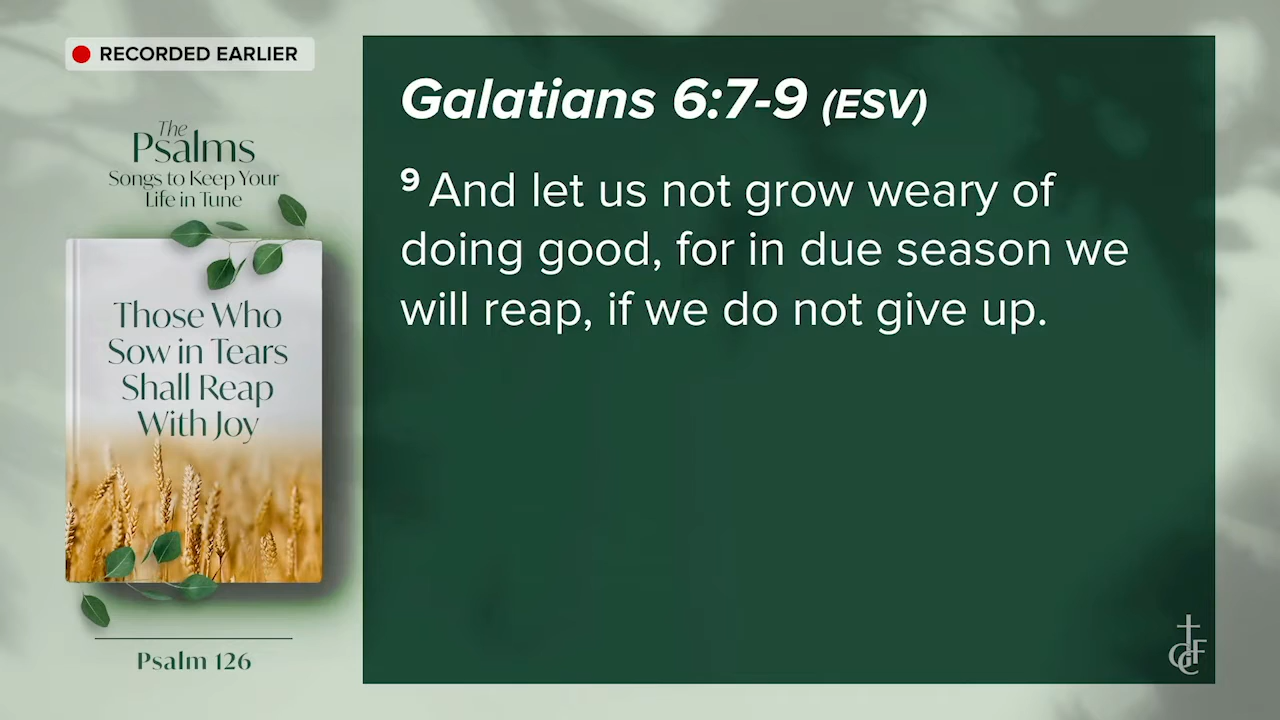 RECORDED EARLIER
The
Psalms
Songs to Keep Your
Life in Tune
Those Who
Sow in Tears
Shall Reap
With Joy
Psalm 126
Galatians 6:7-9 (ESV)
9 And let us not grow weary of
doing good, for in due season we
will reap, if we do not give up.
GCF